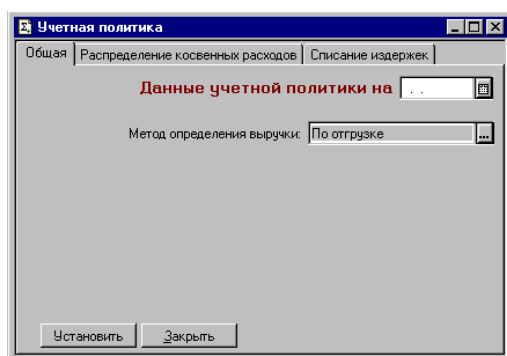 Учетная политика
Общая Распределение косвенных расходов Списание издержек
Данные учетной политики на . .
Метод определения выручки: По отгрузке ...
Установить Закрыть